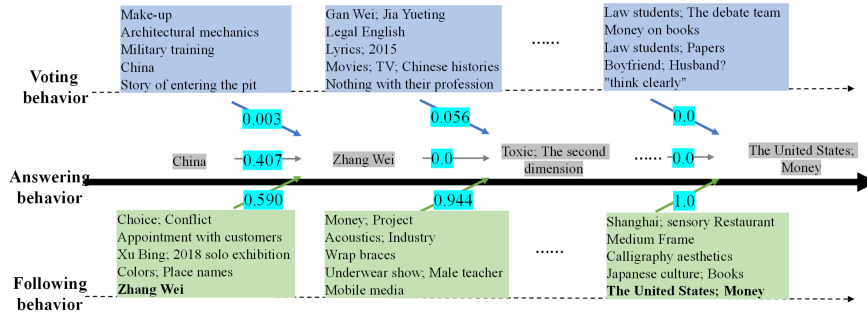 Make-up
Architectural mechanics
Military training
China
Story of entering the pit
Gan Wei; Jia Yueting
Legal English
Lyrics; 2015
Movies; TV; Chinese histories
Nothing with their profession
......
Law students; The debate team
Money on books
Law students; Papers
Boyfriend; Husband?
"think clearly"
Voting
behavior
0.003
0.056
0.0
China
0.407
Zhang Wei
0.0
Toxic; The second
dimension
......
0.0
The United States;
Money
Answering
behavior
0.590
0.944
1.0
Choice; Conflict
Appointment with customers
Xu Bing; 2018 solo exhibition
Colors; Place names
Zhang Wei
Money; Project
Acoustics; Industry
Wrap braces
Underwear show; Male teacher
Mobile media
......
Shanghai; sensory Restaurant
Medium Frame
Calligraphy aesthetics
Japanese culture; Books
The United States; Money
Following
behavior